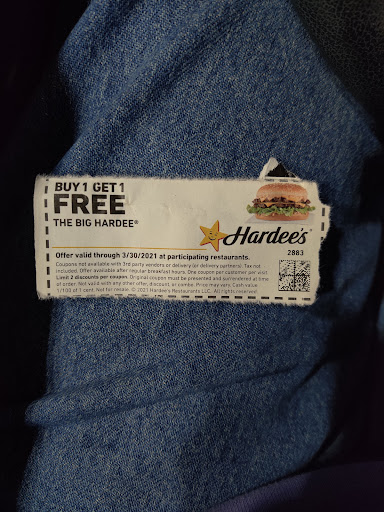 BUY 1 GET 1
FREE
THE BIG HARDEE®
Hardee's®
Offer valid through 3/30/2021 at participating restaurants.
2883
Coupons not available with 3rd party vendors or delivery (or delivery partners). Tax not
included. Offer available after regular breakfast hours. One coupon per customer per visit.
Limit 2 discounts per coupon. Original coupon must be presented and surrendered at time
of order. Not valid with any other offer, discount, or combo. Price may vary. Cash value
1/100 of 1 cent. Not for resale. © 2021 Hardee's Restaurants LLC. All rights reserved.